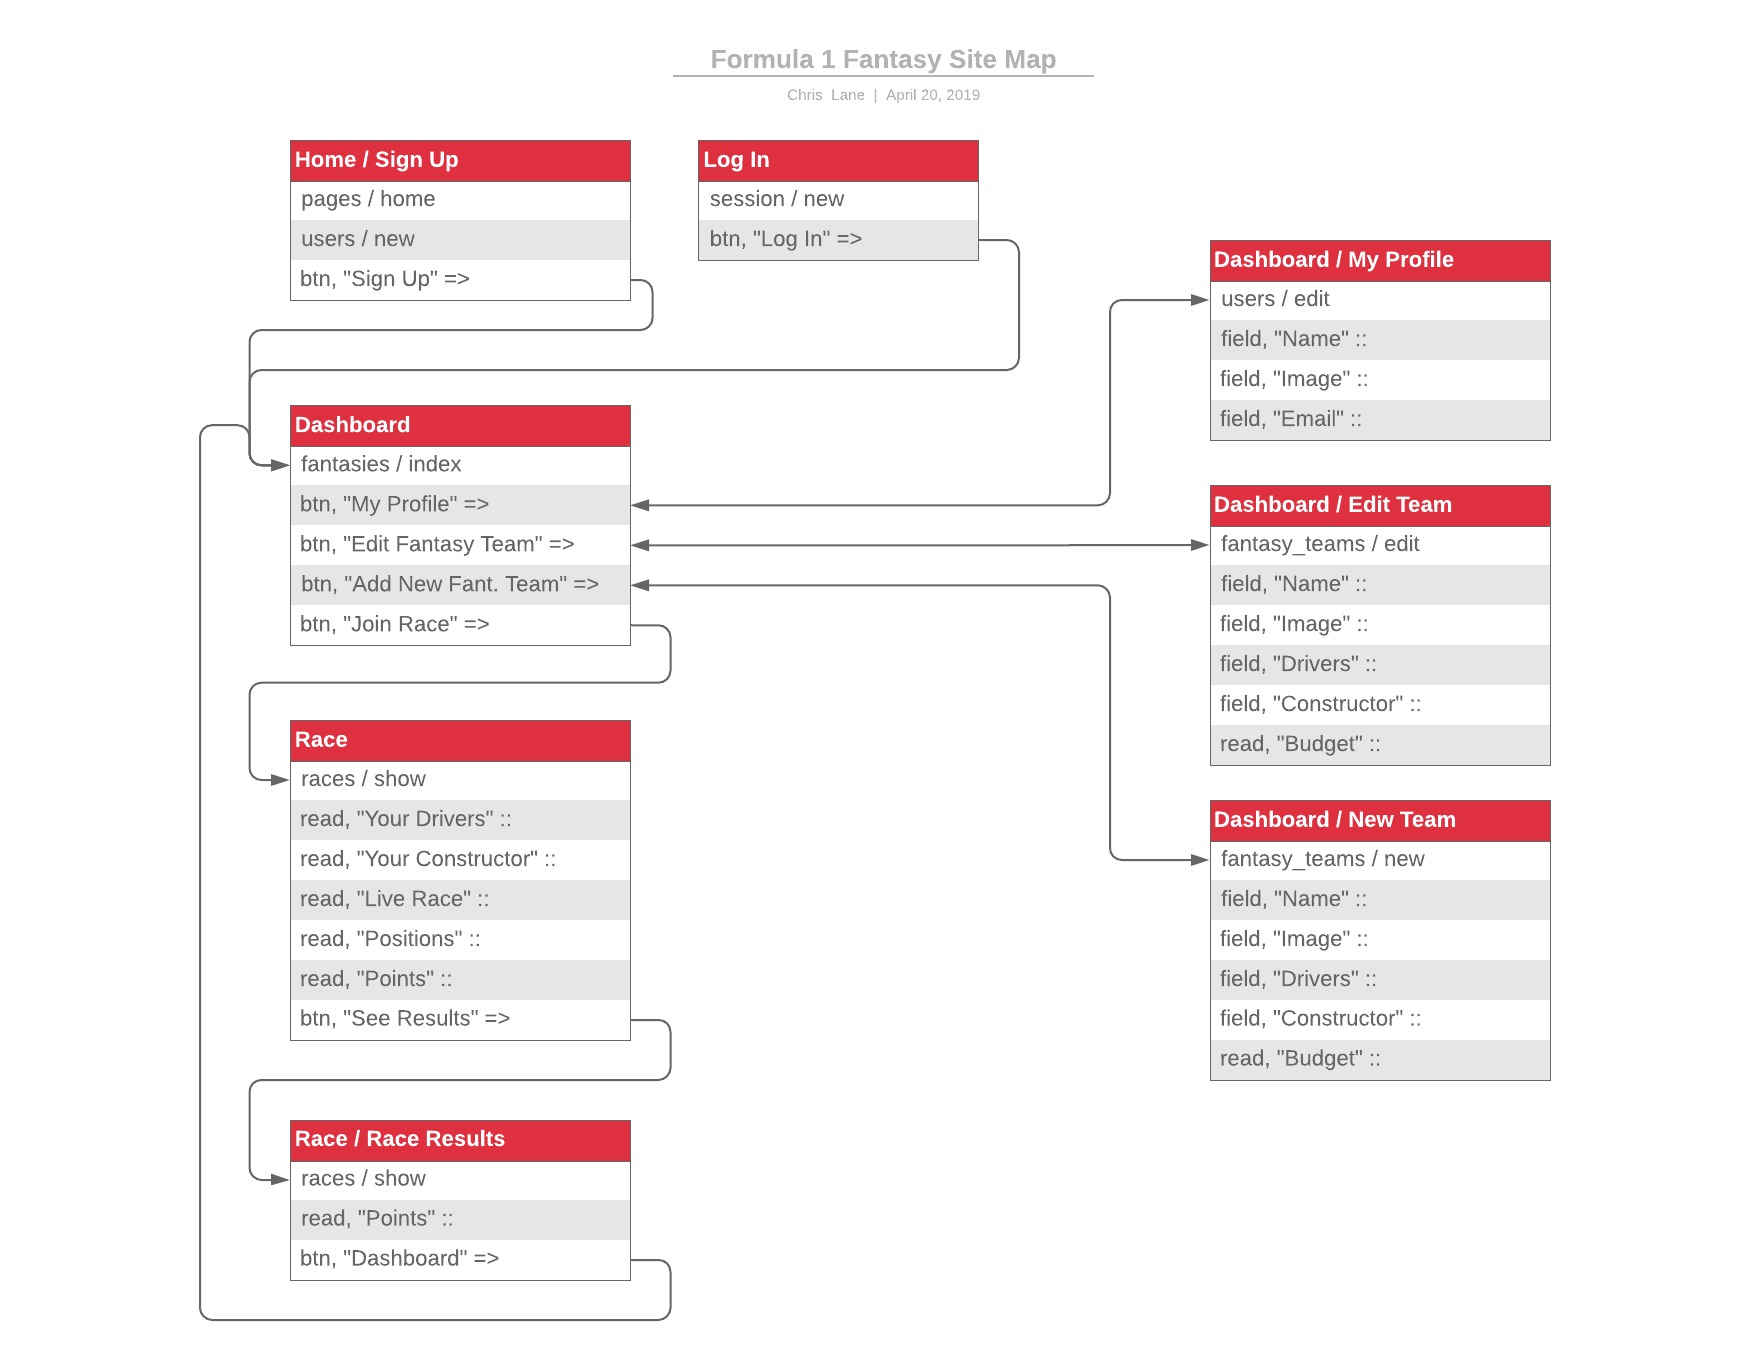 Formula 1 Fantasy Site Map
Chris Lane | April 20, 2019
Home / Sign Up
pages / home
users / new
btn, "Sign Up" =>
Log In
session / new
btn, "Log In" =>
Dashboard / My Profile
users / edit
field, "Name" ::
field, "Image" ::
field, "Email" ::
Dashboard
fantasies / index
btn, "My Profile" =>
btn, "Edit Fantasy Team" =>
btn, "Add New Fant. Team" =>
btn, "Join Race" =>
Dashboard / Edit Team
fantasy_teams / edit
field, "Name" ::
field, "Image" ::
field, "Drivers" ::
field, "Constructor" ::
read, "Budget" ::
Race
races / show
read, "Your Drivers" ::
read, "Your Constructor" ::
read, "Live Race" ::
read, "Positions" ::
read, "Points" ::
btn, "See Results" =>
Dashboard / New Team
fantasy_teams / new
field, "Name" ::
field, "Image" ::
field, "Drivers" ::
field, "Constructor" ::
read, "Budget" ::
Race / Race Results
races / show
read, "Points" ::
btn, "Dashboard" =>